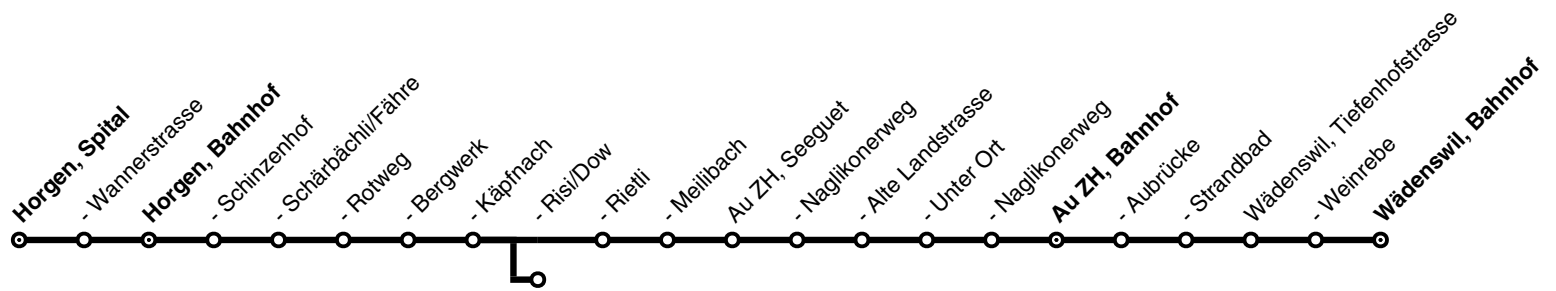 Horgen, Spital
- Wannerstrasse
Horgen, Bahnhof
- Schinzenhof
- Schärbächli/Fähre
- Rotweg
- Bergwerk
- Käpfnach
- Risi/Dow
- Rietli
- Meilibach
Au ZH, Seeguet
- Naglikonerweg
- Alte Landstrasse
- Unter Ort
- Naglikonerweg
Au ZH, Bahnhof
- Aubrücke
- Strandbad
Wädenswil, Tiefenhofstrasse
- Weinrebe
Wädenswil, Bahnhof